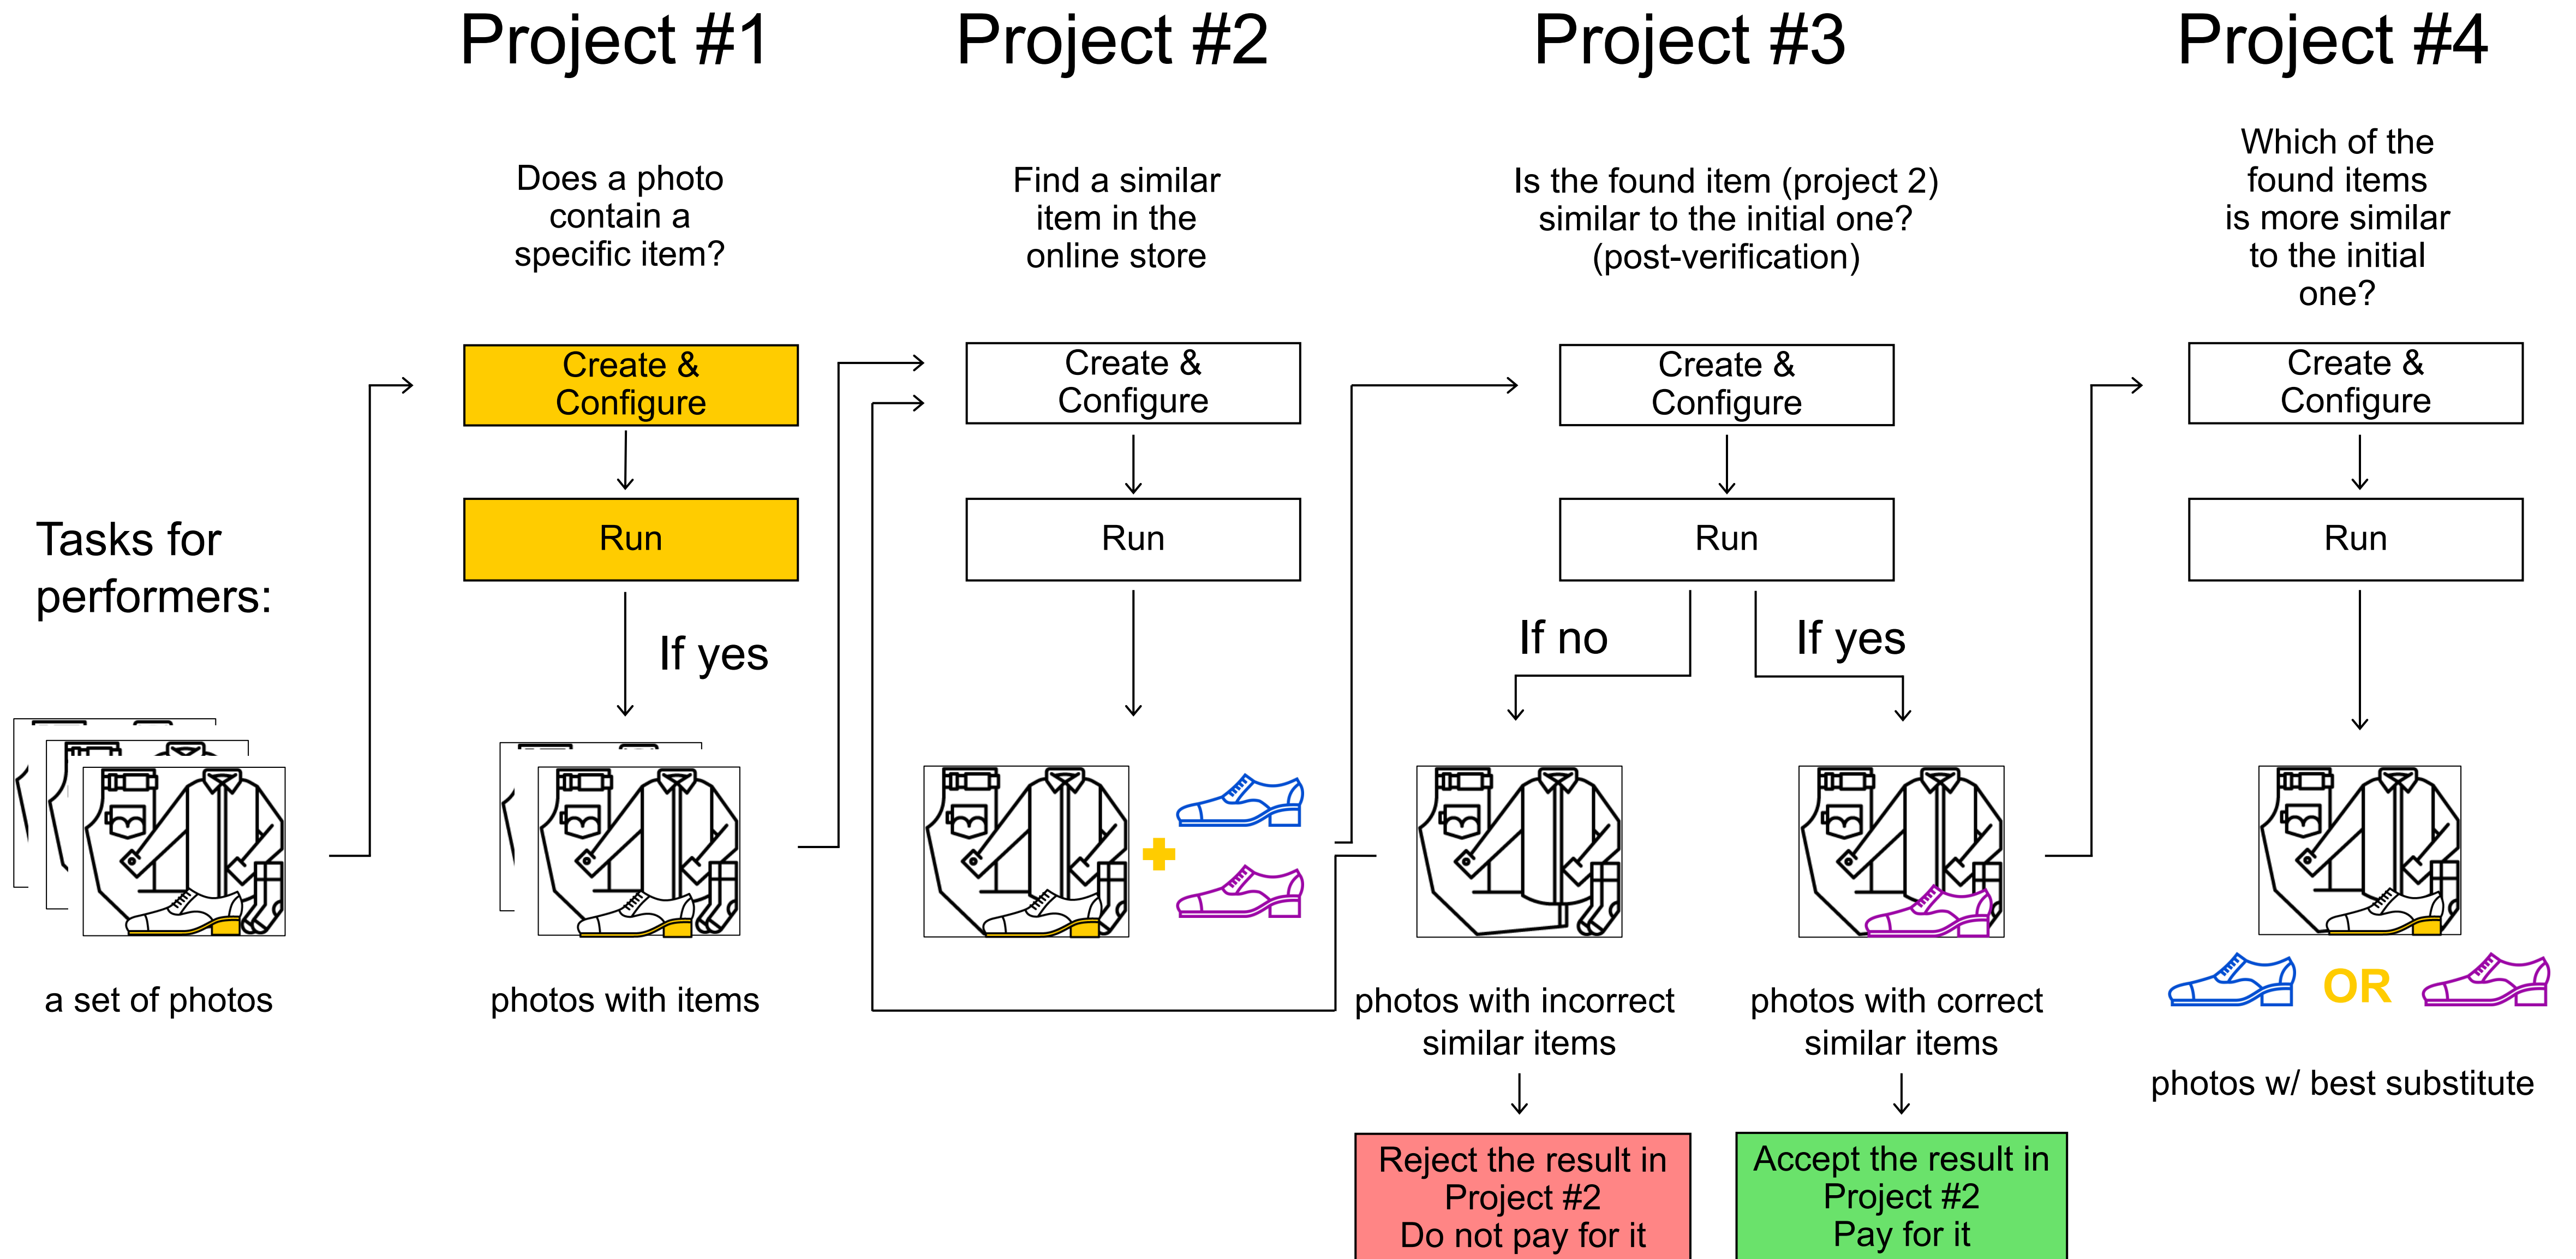 Project #1
Project #2
Project #3
Project #4
Tasks for
performers:
a set of photos
Does a photo
contain a
specific item?
Create &
Configure
Run
If yes
photos with items
Find a similar
item in the
online store
Create &
Configure
Run
Is the found item (project 2)
similar to the initial one?
(post-verification)
Create &
Configure
Run
If no
If yes
photos with incorrect
similar items
Reject the result in
Project #2
Do not pay for it
photos with correct
similar items
Accept the result in
Project #2
Pay for it
Which of the
found items
is more similar
to the initial
one?
Create &
Configure
Run
OR
photos w/ best substitute